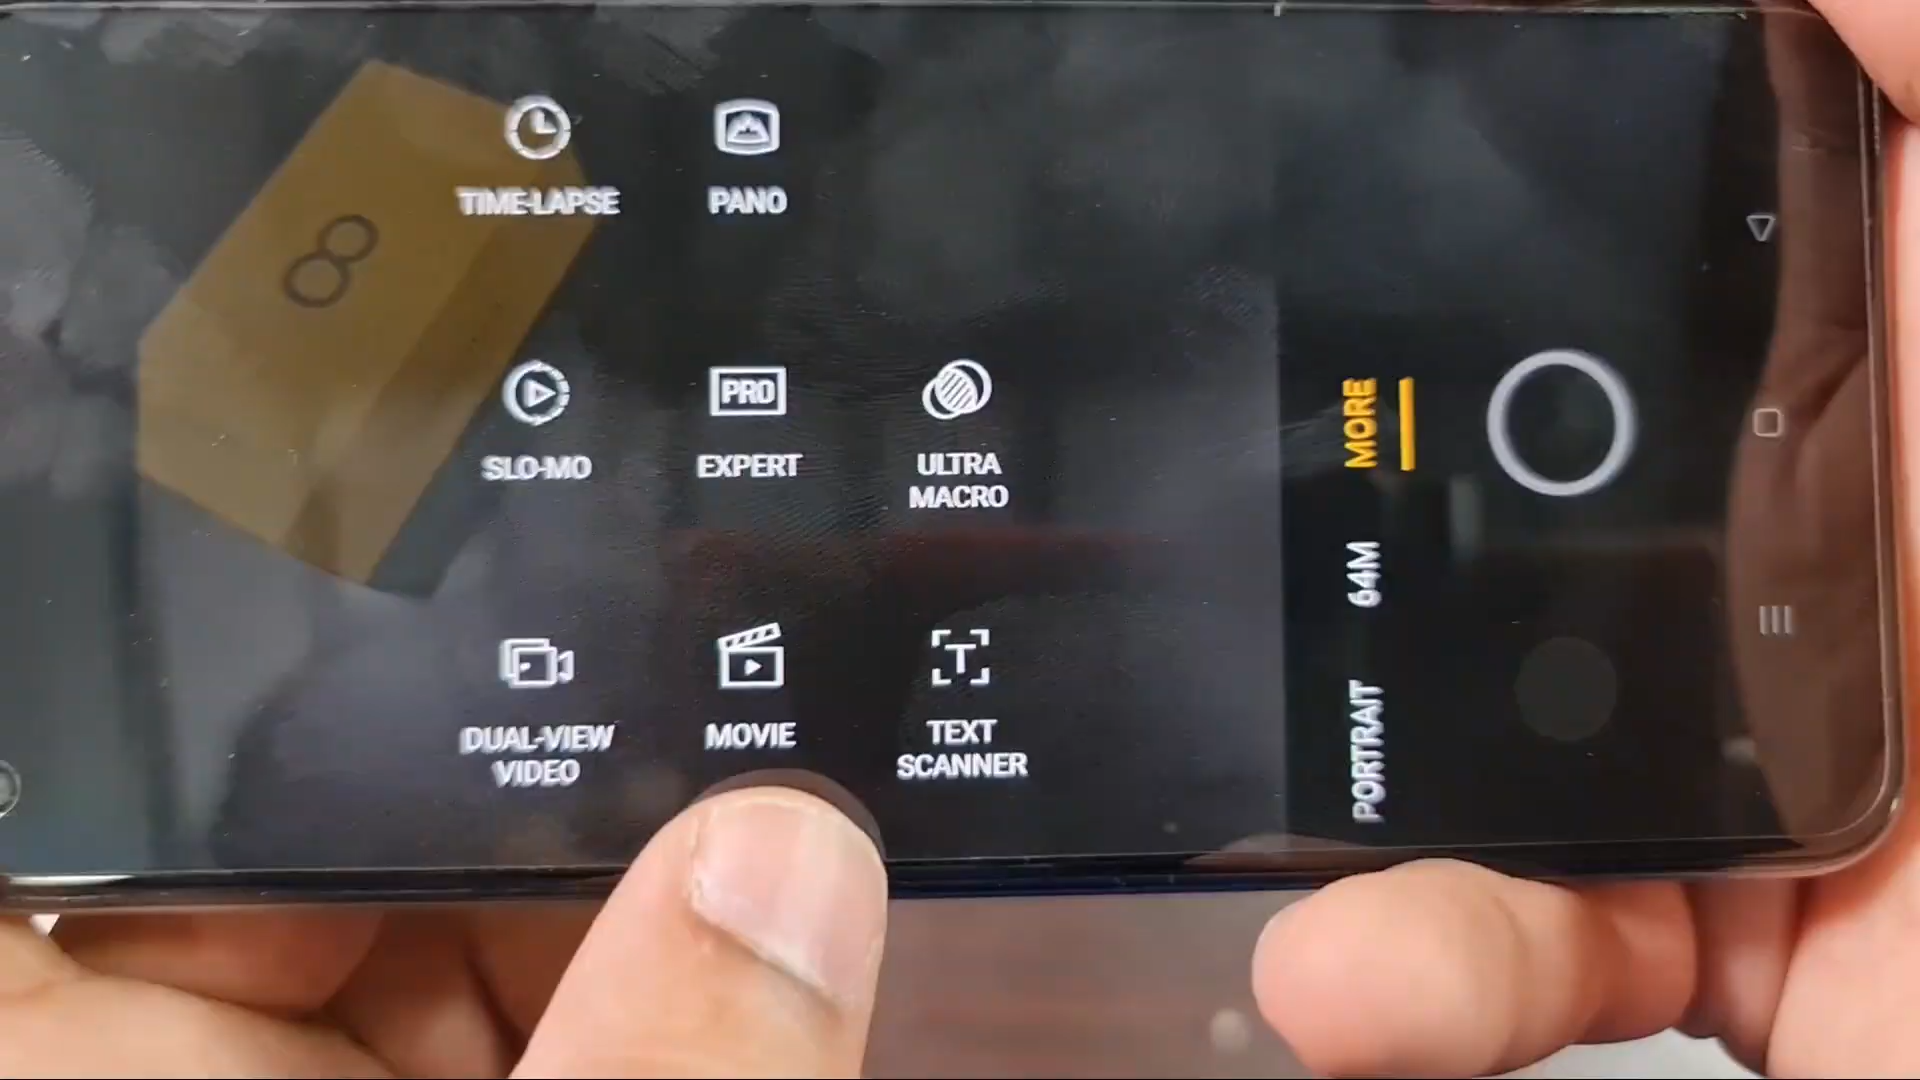 8
TIME-LAPSE
PANO
SLO-MO
PRO
EXPERT
ULTRA
MACRO
DUAL-VIEW
VIDEO
MOVIE
T
TEXT
SCANNER
MORE
64M
PORTRAIT